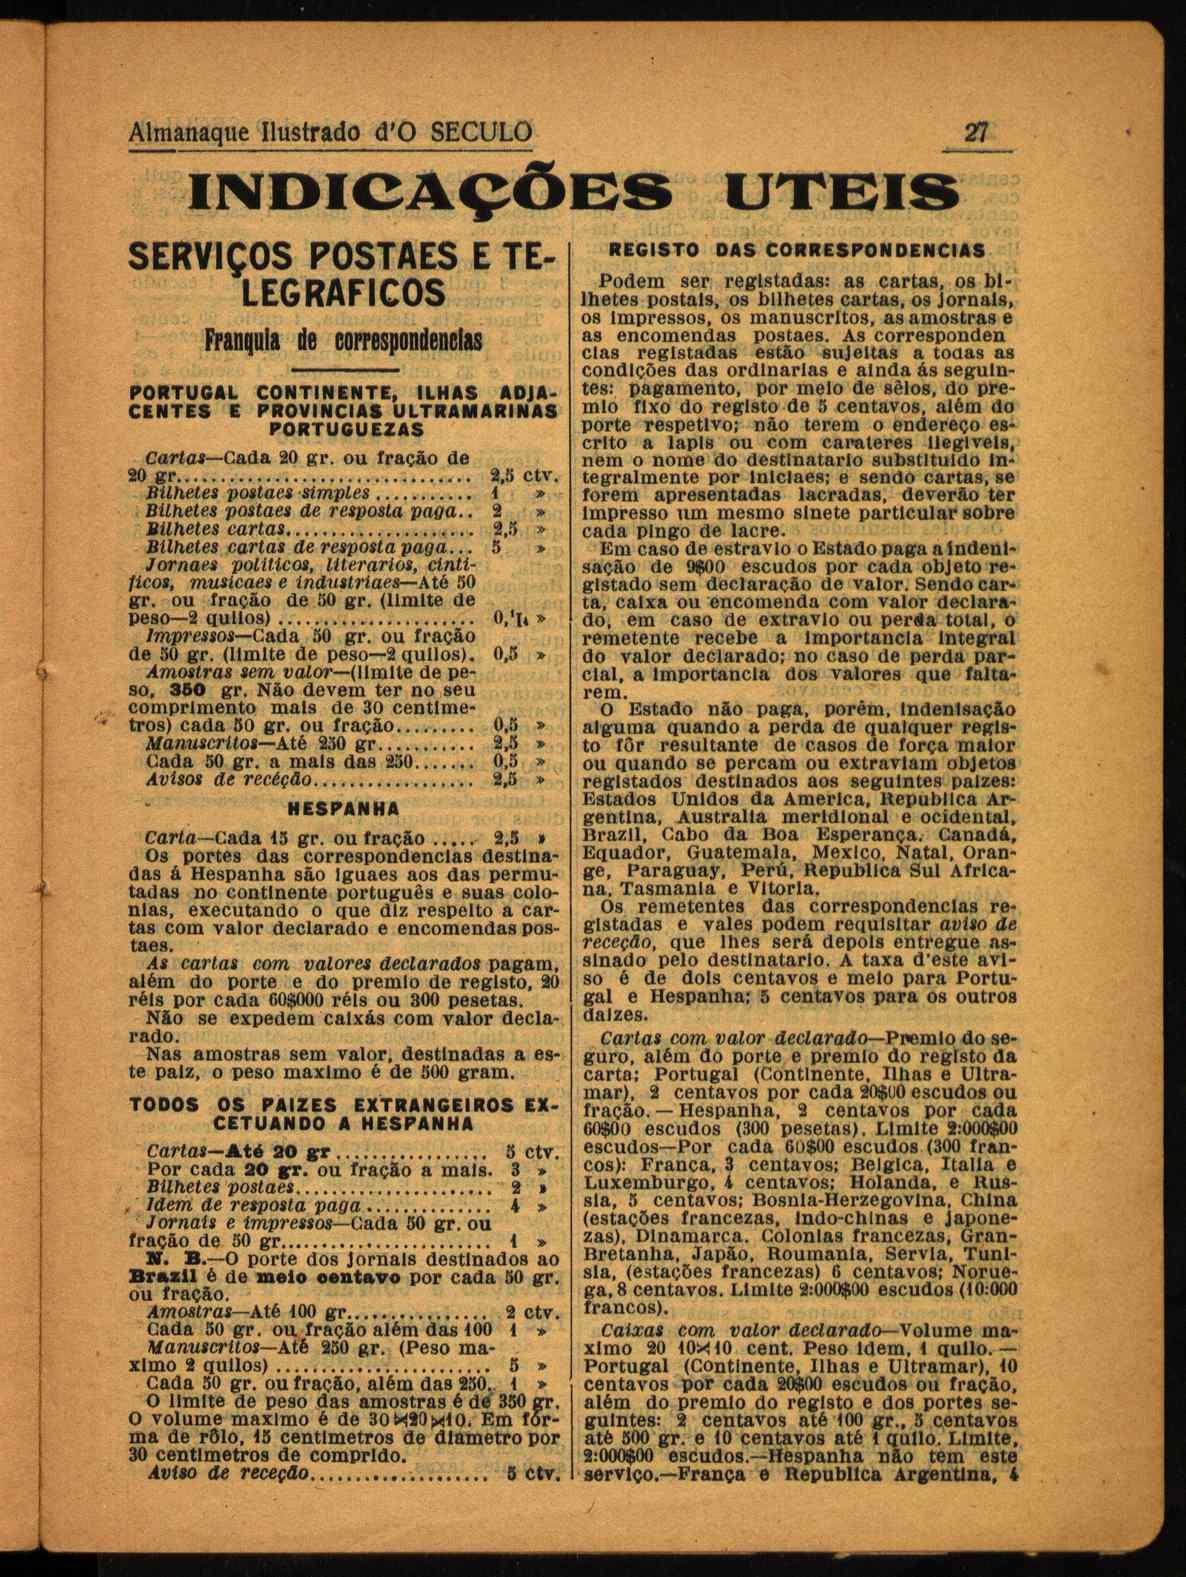 Almanaque Ilustrado d'O SECULO
27
INDICAÇÕES UTEIS
SERVIÇOS POSTAES E TE-
LEGRAFICOS
Franquia de correspondencias
PORTUGAL CONTINENTE, ILHAS ADJA-
CENTES E PROVINCIAS ULTRAMARINAS
PORTUGUEZAS
Cartas—Cada 20 gr. ou fração de
20 gr.............................. 2,5 ctv.
Bilhetes postaes simples ........... 1 »
Bilhetes postaes de resposta paga.. 2 »
Bilhetes cartas..................... 2,5 »
Bilhetes cartas de resposta paga... 5 »
Jornaes politicos, literarios, cinti-
ficos, musicaes e industriaes—Até 50
gr. ou fração de 50 gr. (limite de
peso—2 quilos) ...................... 0,¹I₄ »
Impressos—Cada 50 gr. ou fração
de 50 gr. (limite de peso—2 quilos). 0,5 »
Amostras sem valor—(limite de pe-
so, 350 gr. Não devem ter no seu
comprimento mais de 30 centime-
tros) cada 50 gr. ou fração......... 0,5 »
Manuscritos—Até 250 gr........... 2,5 »
Cada 50 gr. a mais das 250....... 0,5 »
Avisos de recéção.................. 2,5 »
HESPANHA
Carta—Cada 15 gr. ou fração ..... 2,5 »
Os portes das correspondencias destina-
das á Hespanha são iguaes aos das permu-
tadas no continente português e suas colo-
nias, executando o que diz respeito a car-
tas com valor declarado e encomendas pos-
taes.
As cartas com valores declarados pagam,
além do porte e do premio de registo, 20
réis por cada 60$000 réis ou 300 pesetas.
Não se expedem caixás com valor decla-
rado.
Nas amostras sem valor, destinadas a es-
te paiz, o peso maximo é de 500 gram.
TODOS OS PAIZES EXTRANGEIROS EX-
CETUANDO A HESPANHA
Cartas—Até 20 gr................. 5 ctv.
Por cada 20 gr. ou fração a mais. 3 »
Bilhetes postaes...................... 2 »
Idem de resposta paga .............. 4 »
Jornais e impressos—Cada 50 gr. ou
fração de 50 gr........................ 1 »
N. B.—O porte dos jornais destinados ao
Brazil é de meio centavo por cada 50 gr.
ou fração.
Amostras—Até 100 gr............... 2 ctv.
Cada 50 gr. ou fração além das 100 1 »
Manuscritos—Até 250 gr. (Peso ma-
ximo 2 quilos) ........................ 5 »
Cada 50 gr. ou fração, além das 250. 1 »
O limite de peso das amostras é de 350 gr.
O volume maximo é de 30×20×10. Em fór-
ma de rôlo, 15 centimetros de diametro por
30 centimetros de comprido.
Aviso de receção..................... 5 ctv.
REGISTO DAS CORRESPONDENCIAS
Podem ser registadas: as cartas, os bi-
lhetes postais, os bilhetes cartas, os jornais,
os impressos, os manuscritos, as amostras e
as encomendas postaes. As corresponden
cias registadas estão sujeitas a todas as
condições das ordinarias e ainda ás seguin-
tes: pagamento, por meio de sêlos, do pre-
mio fixo do registo de 5 centavos, além do
porte respetivo; não terem o endereço es-
crito a lapis ou com carateres ilegiveis,
nem o nome do destinatario substituido in-
tegralmente por iniciaes; e sendo cartas, se
forem apresentadas lacradas, deverão ter
impresso um mesmo sinete particular sobre
cada pingo de lacre.
Em caso de estravio o Estado paga a indeni-
sação de 9$00 escudos por cada objeto re-
gistado sem declaração de valor. Sendo car-
ta, caixa ou encomenda com valor declara-
do, em caso de extravio ou perda total, o
remetente recebe a importancia integral
do valor declarado; no caso de perda par-
cial, a importancia dos valores que falta-
rem.
O Estado não paga, porêm, indenisação
alguma quando a perda de qualquer regis-
to fôr resultante de casos de força maior
ou quando se percam ou extraviam objetos
registados destinados aos seguintes paizes:
Estados Unidos da America, Republica Ar-
gentina, Australia meridional e ocidental,
Brazil, Cabo da Boa Esperança, Canadá,
Equador, Guatemala, Mexico, Natal, Oran-
ge, Paraguay, Perú, Republica Sul Africa-
na, Tasmania e Vitoria.
Os remetentes das correspondencias re-
gistadas e vales podem requisitar aviso de
receção, que lhes será depois entregue as-
sinado pelo destinatario. A taxa d'este avi-
so é de dois centavos e meio para Portu-
gal e Hespanha; 5 centavos para os outros
daizes.
Cartas com valor declarado—Premio do se-
guro, além do porte e premio do registo da
carta; Portugal (Continente, Ilhas e Ultra-
mar), 2 centavos por cada 20$00 escudos ou
fração. — Hespanha, 2 centavos por cada
60$00 escudos (300 pesetas), Limite 2:000$00
escudos—Por cada 60$00 escudos (300 fran-
cos): França, 3 centavos; Belgica, Italia e
Luxemburgo, 4 centavos; Holanda, e Rus-
sia, 5 centavos; Bosnia-Herzegovina, China
(estações francezas, indo-chinas e japone-
zas), Dinamarca, Colonias francezas, Gran-
Bretanha, Japão, Roumania, Servia, Tuni-
sia, (estações francezas) 6 centavos; Norue-
ga, 8 centavos. Limite 2:000$00 escudos (10:000
francos).
Caixas com valor declarado—Volume ma-
ximo 20 10×10 cent. Peso idem, 1 quilo.—
Portugal (Continente, Ilhas e Ultramar), 10
centavos por cada 20$00 escudos ou fração,
além do premio do registo e dos portes se-
guintes: 2 centavos até 100 gr., 5 centavos
até 500 gr. e 10 centavos até 1 quilo. Limite,
2:000$00 escudos.—Hespanha não tem este
serviço.—França e Republica Argentina, 4